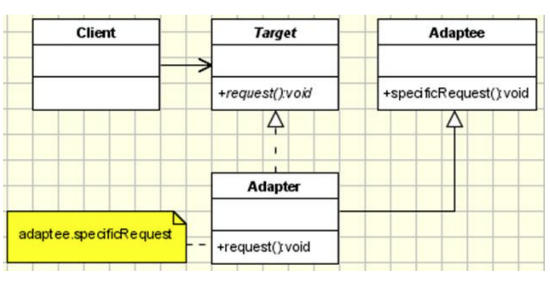 Client
Target
Adaptee
+request():void
+specificRequest():void
Adapter
adaptee.specificRequest
+request():void